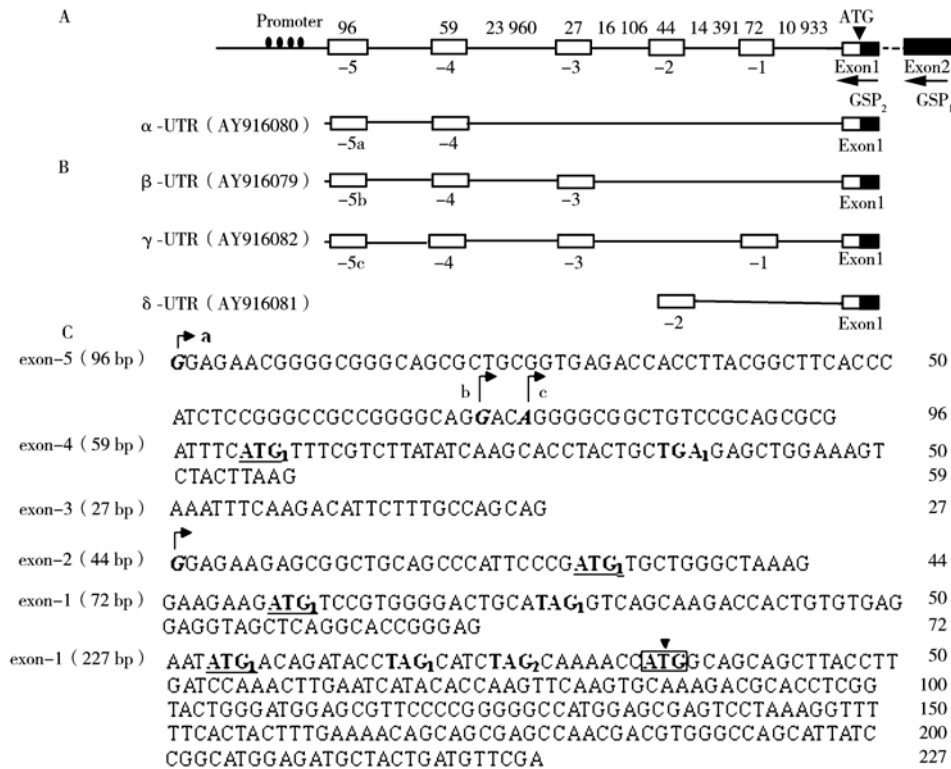 A
Promoter
96 59 23 960 27 16 106 44 14 391 72 10 933 ATG
-5 -4 -3 -2 -1 Exon1 Exon2
GSP2 GSP1
α-UTR ( AY916080 )
-5a -4 Exon1
B
β-UTR ( AY916079 )
-5b -4 -3 Exon1
γ-UTR ( AY916082 )
-5c -4 -3 -1 Exon1
δ-UTR ( AY916081 )
-2 Exon1
C
a
exon-5 ( 96 bp ) GGAGAACGGGGCGGGCAGCGCTGCGGTGAGACCACCTTACGGCTTCACCC 50
b c
ATCTCCGGGCCGCCGGGGCAGGACAGGGGCGGCTGTCCGCAGCGCG 96
exon-4 ( 59 bp ) ATTTCATG1TTTCGTCTTATATCAAGCACCTACTGCTGA1GAGCTGGAAAGT 50
CTACTTAAG 59
exon-3 ( 27 bp ) AAATTTCAAGACATTCTTTGCCAGCAG 27
exon-2 ( 44 bp ) GGAGAAGAGCGGCTGCAGCCCATTCCCGATG1TGCTGGGCTAAAG 44
exon-1 ( 72 bp ) GAAGAAGATG1TCCGTGGGGACTGCATAG1GTCAGCAAGACCACTGTGTGAG 50
GAGGTAGCTCAGGCACCGGGAG 72
exon-1 ( 227 bp ) AATATG1ACAGATACCTAG1CATCTAG2CAAAACCATGGCAGCAGCTTACCTT 50
GATCCAAACTTGAATCATACACCAAGTTCAAGTGCAAAGACGCACCTCGG 100
TACTGGGATGGAGCGTTCCCCGGGGGCCATGGAGCGAGTCCTAAAGGTTT 150
TTCACTACTTTGAAAACAGCAGCGAGCCAACGACGTGGGCCAGCATTATC 200
CGGCATGGAGATGCTACTGATGTTCGA 227